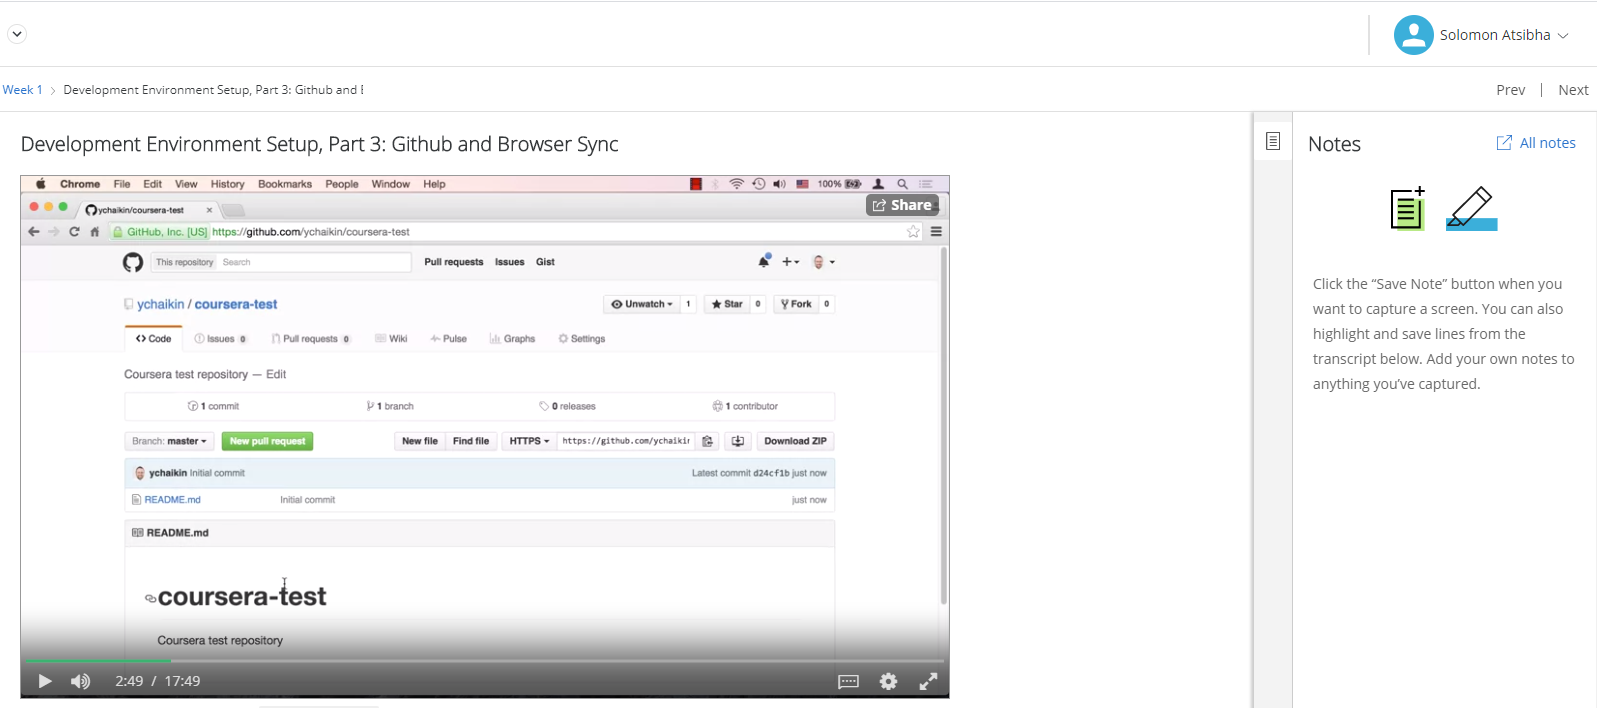 Solomon Atsibha
Week 1 > Development Environment Setup, Part 3: Github and
Prev | Next
Development Environment Setup, Part 3: Github and Browser Sync
Chrome File Edit View History Bookmarks People Window Help 100%
ychaikin/coursera-test
Share
GitHub, Inc. [US] https://github.com/ychaikin/coursera-test
This repository Search Pull requests Issues Gist
ychaikin / coursera-test Unwatch 1 Star 0 Fork 0
Code Issues 0 Pull requests 0 Wiki Pulse Graphs Settings
Coursera test repository — Edit
1 commit 1 branch 0 releases 1 contributor
Branch: master New pull request New file Find file HTTPS https://github.com/ychaikin Download ZIP
ychaikin Initial commit Latest commit d24cf1b just now
README.md Initial commit just now
README.md
coursera-test
Coursera test repository
2:49 / 17:49
Notes All notes
Click the “Save Note” button when you
want to capture a screen. You can also
highlight and save lines from the
transcript below. Add your own notes to
anything you’ve captured.